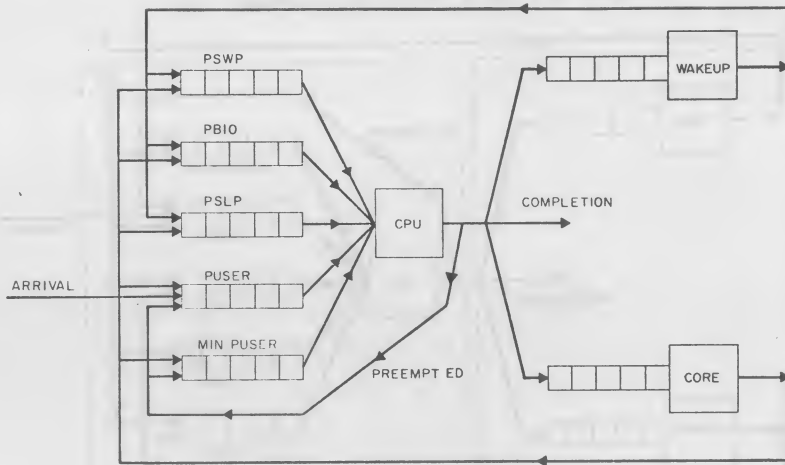 PSWP
WAKEUP
PBIO
PSLP
CPU
COMPLETION
PUSER
ARRIVAL
MIN PUSER
PREEMPT ED
CORE